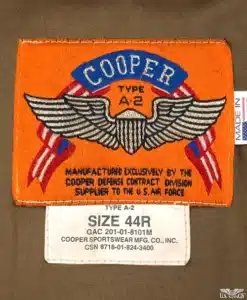 COOPER
TYPE
A-2
MANUFACTURED EXCLUSIVELY BY THE
COOPER DEFENSE CONTRACT DIVISION
SUPPLIER TO THE U.S. AIR FORCE
MADE IN
TYPE A-2
SIZE 44R
GAC 201-01-8101M
COOPER SPORTSWEAR MFG. CO., INC.
CSN 8716-01-824-3400